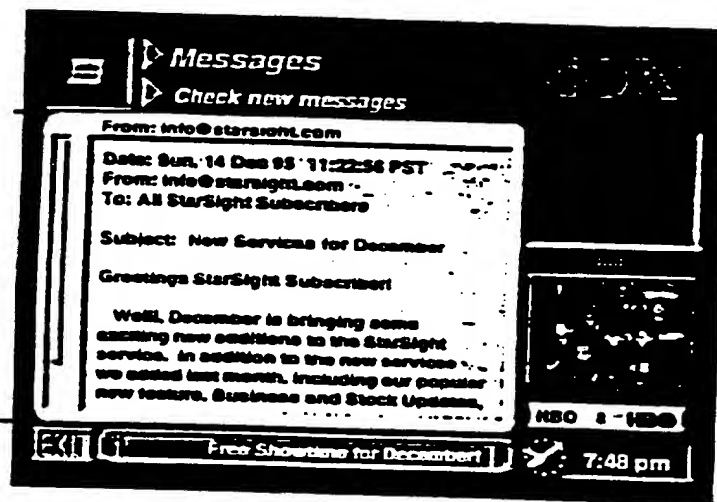 Messages
Check new messages
From: info@starsight.com
Date: Sun, 14 Dec 95 11:22:56 PST
From: info@starsight.com
To: All StarSight Subscribers
Subject: New Services for December
Greetings StarSight Subscriber!
Well, December is bringing some
exciting new additions to the StarSight
service. In addition to the new services
we added last month, including our popular
new feature, Business and Stock Updates,
HBO 8 - HBO
EXIT Free Showtime for December!
7:48 pm